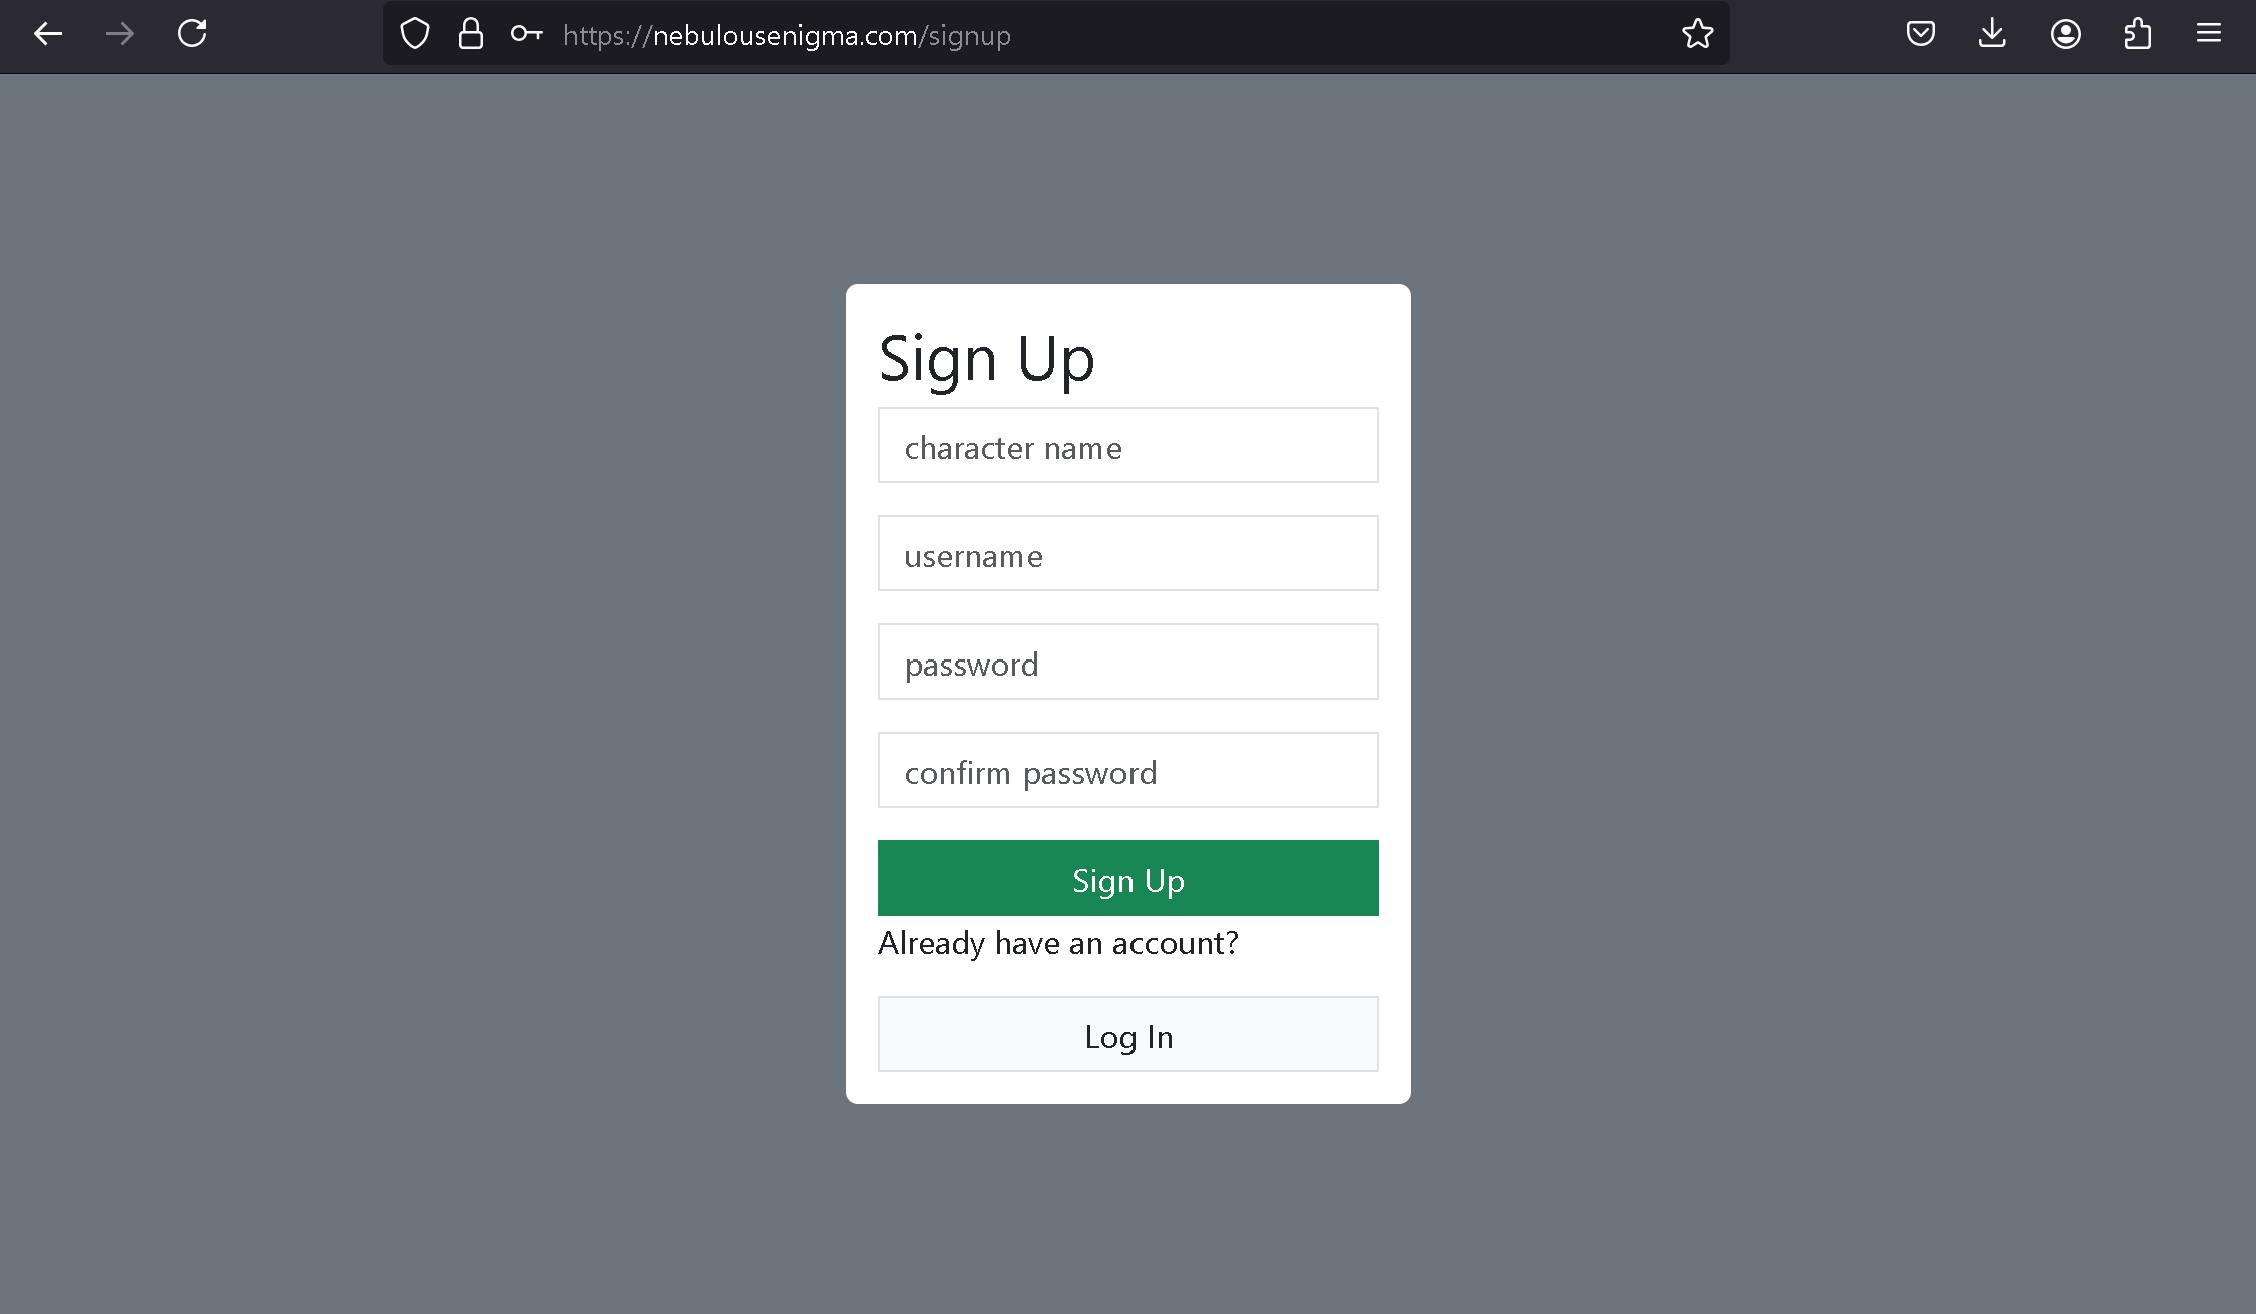 https://nebulousenigma.com/signup
Sign Up
character name
username
password
confirm password
Sign Up
Already have an account?
Log In